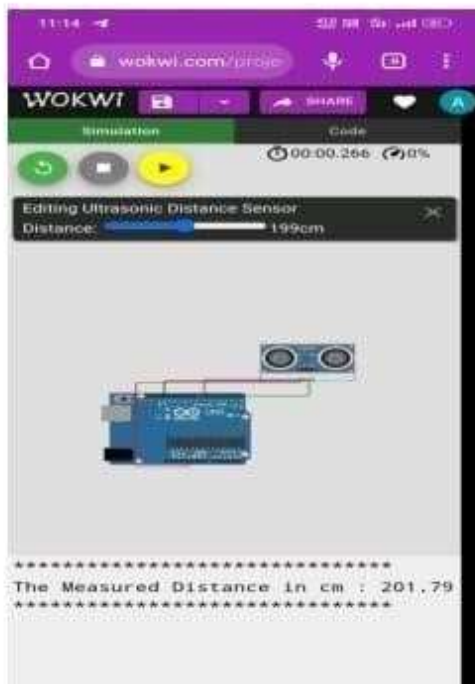 11:14
wokwi.com/proje
WOKWI
SHARE
A
Simulation
Code
00:00.266
0%
Editing Ultrasonic Distance Sensor
Distance:
199cm
*******************************
The Measured Distance in cm : 201.79
*******************************